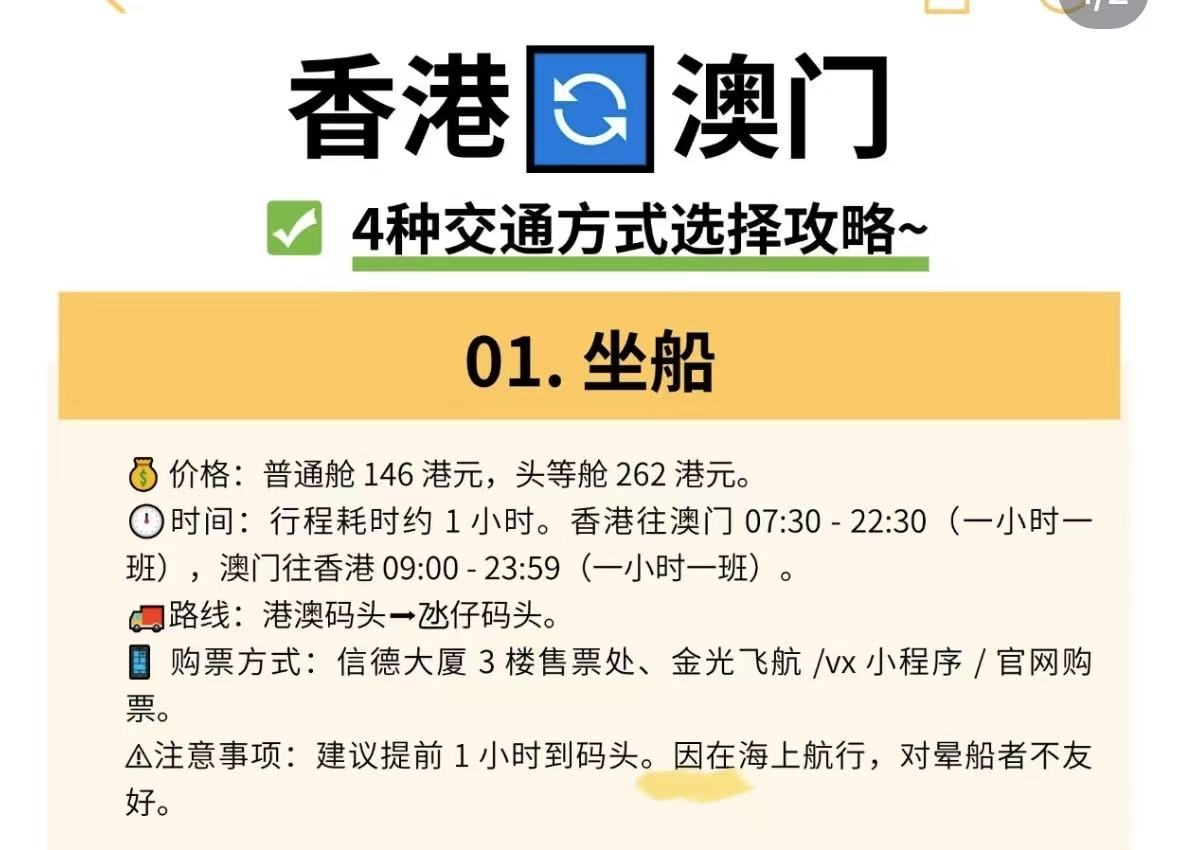 1/2
香港🔄澳门
✅ 4种交通方式选择攻略~
01. 坐船
💰 价格：普通舱 146 港元，头等舱 262 港元。
🕛时间：行程耗时约 1 小时。香港往澳门 07:30 - 22:30（一小时一
班），澳门往香港 09:00 - 23:59（一小时一班）。
🚚路线：港澳码头➡氹仔码头。
📱 购票方式：信德大厦 3 楼售票处、金光飞航 /vx 小程序 / 官网购
票。
⚠注意事项：建议提前 1 小时到码头。因在海上航行，对晕船者不友
好。